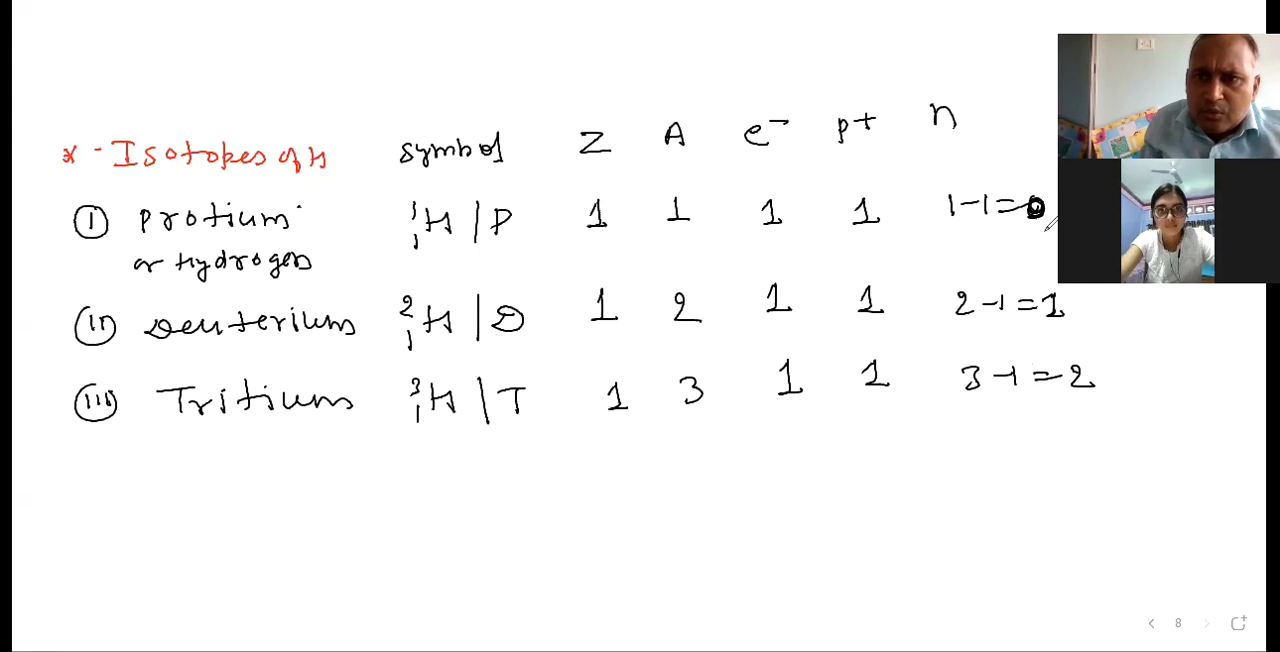 * - Isotopes of H symbol Z A e⁻ p+ n
(i) protium ¹₁H | P 1 1 1 1 1-1=0
or Hydrogen
(ii) Deuterium ²₁H | D 1 2 1 1 2-1=1
(iii) Tritium ³₁H | T 1 3 1 1 3-1=2
< 8 >